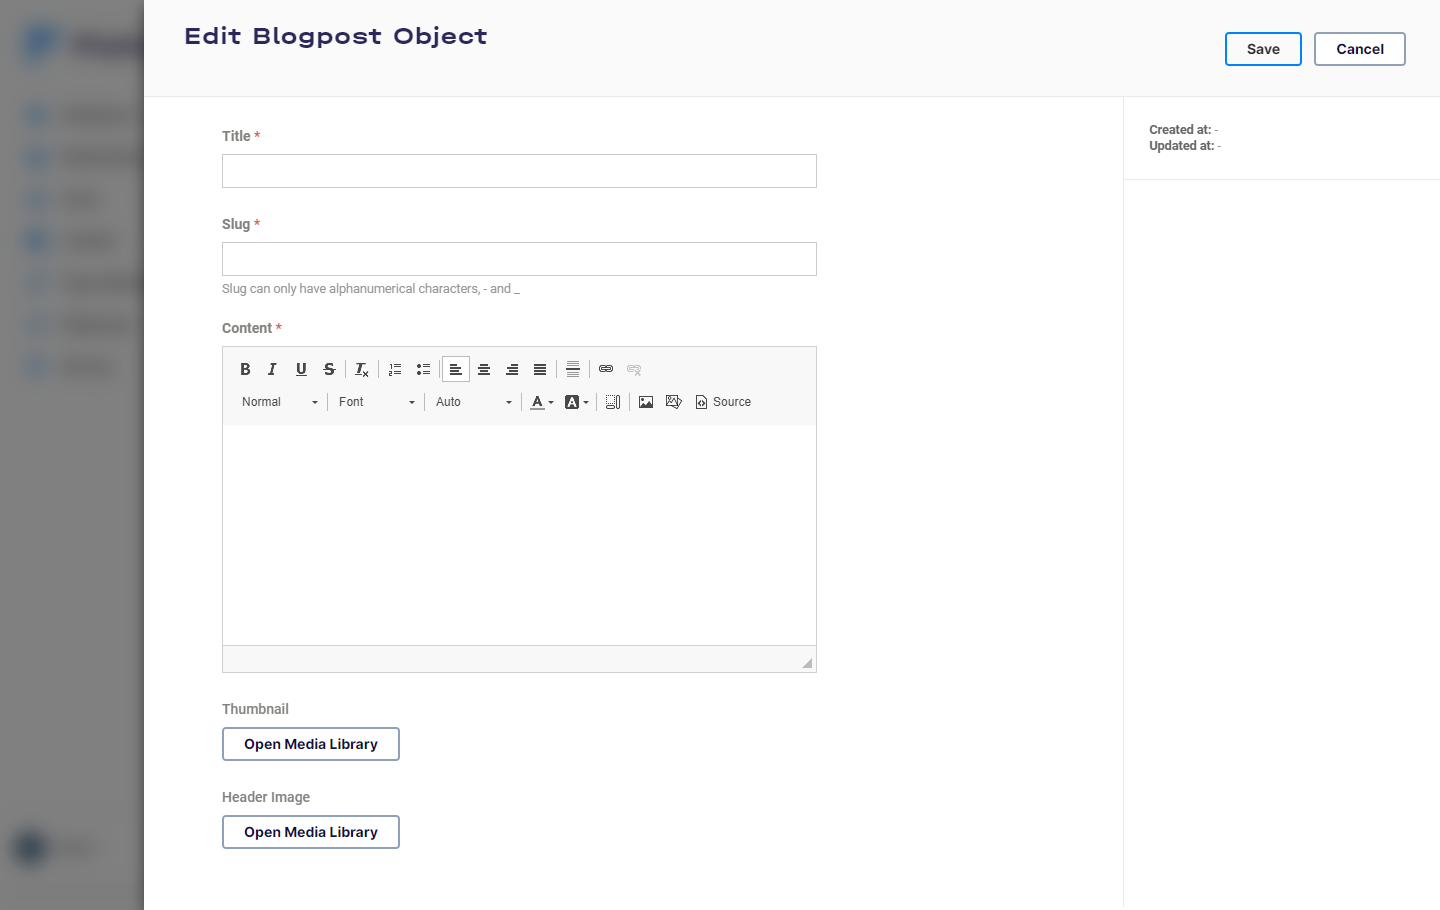 Edit Blogpost Object
Save
Cancel
Title *
Slug *
Slug can only have alphanumerical characters, - and _
Content *
B I U S Tx
Normal Font Auto A A Source
Thumbnail
Open Media Library
Header Image
Open Media Library
Created at: -
Updated at: -